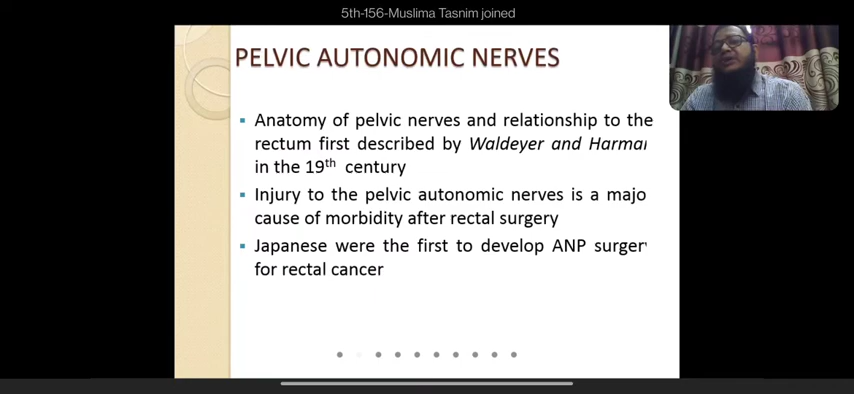 5th-156-Muslima Tasnim joined
PELVIC AUTONOMIC NERVES
▪ Anatomy of pelvic nerves and relationship to the
rectum first described by Waldeyer and Harma
in the 19th century
▪ Injury to the pelvic autonomic nerves is a majo
cause of morbidity after rectal surgery
▪ Japanese were the first to develop ANP surger
for rectal cancer